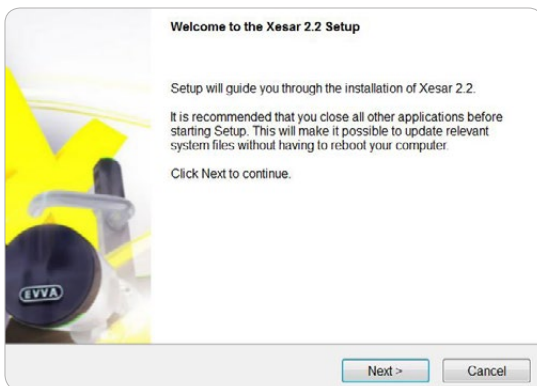 Welcome to the Xesar 2.2 Setup
Setup will guide you through the installation of Xesar 2.2.
It is recommended that you close all other applications before
starting Setup. This will make it possible to update relevant
system files without having to reboot your computer.
Click Next to continue.
EVVA
Next >
Cancel